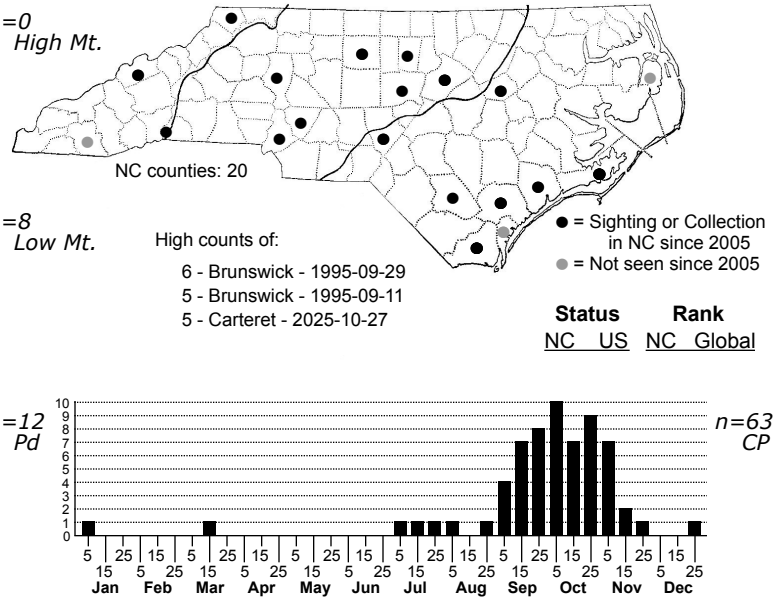 =0
High Mt.
NC counties: 20
=8
Low Mt.
High counts of:
6 - Brunswick - 1995-09-29
5 - Brunswick - 1995-09-11
5 - Carteret - 2025-10-27
= Sighting or Collection
in NC since 2005
= Not seen since 2005
Status Rank
NC US NC Global
=12
Pd
n=63
CP
10
9
8
7
6
5
4
3
2
1
0
5 25 15 5 25 15 5 25 15 5 25 15 5 25 15 5 25 15
15 5 25 15 5 25 15 5 25 15 5 25 15 5 25 15 5 25
Jan Feb Mar Apr May Jun Jul Aug Sep Oct Nov Dec